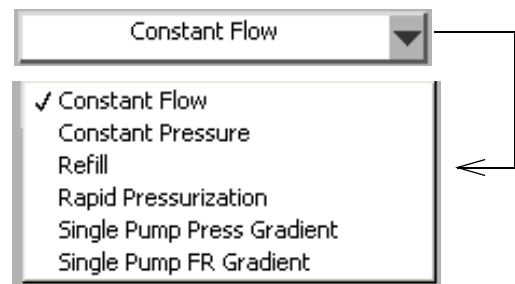 Constant Flow
✓ Constant Flow
Constant Pressure
Refill
Rapid Pressurization
Single Pump Press Gradient
Single Pump FR Gradient